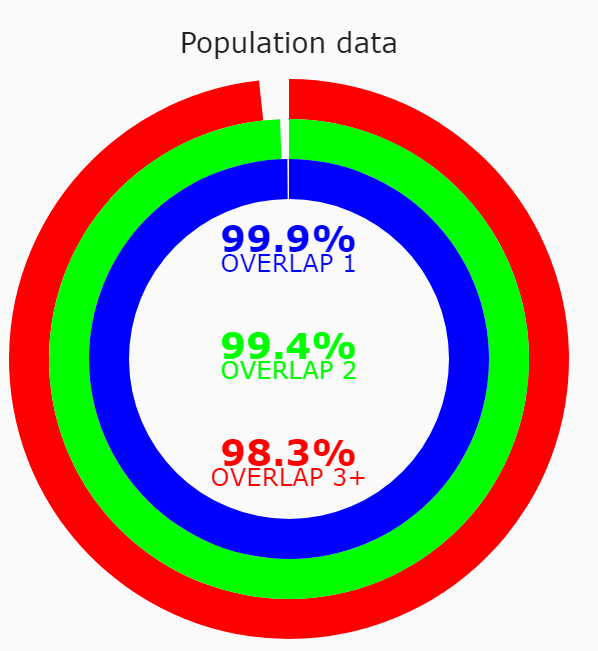 Population data
99.9%
OVERLAP 1
99.4%
OVERLAP 2
98.3%
OVERLAP 3+